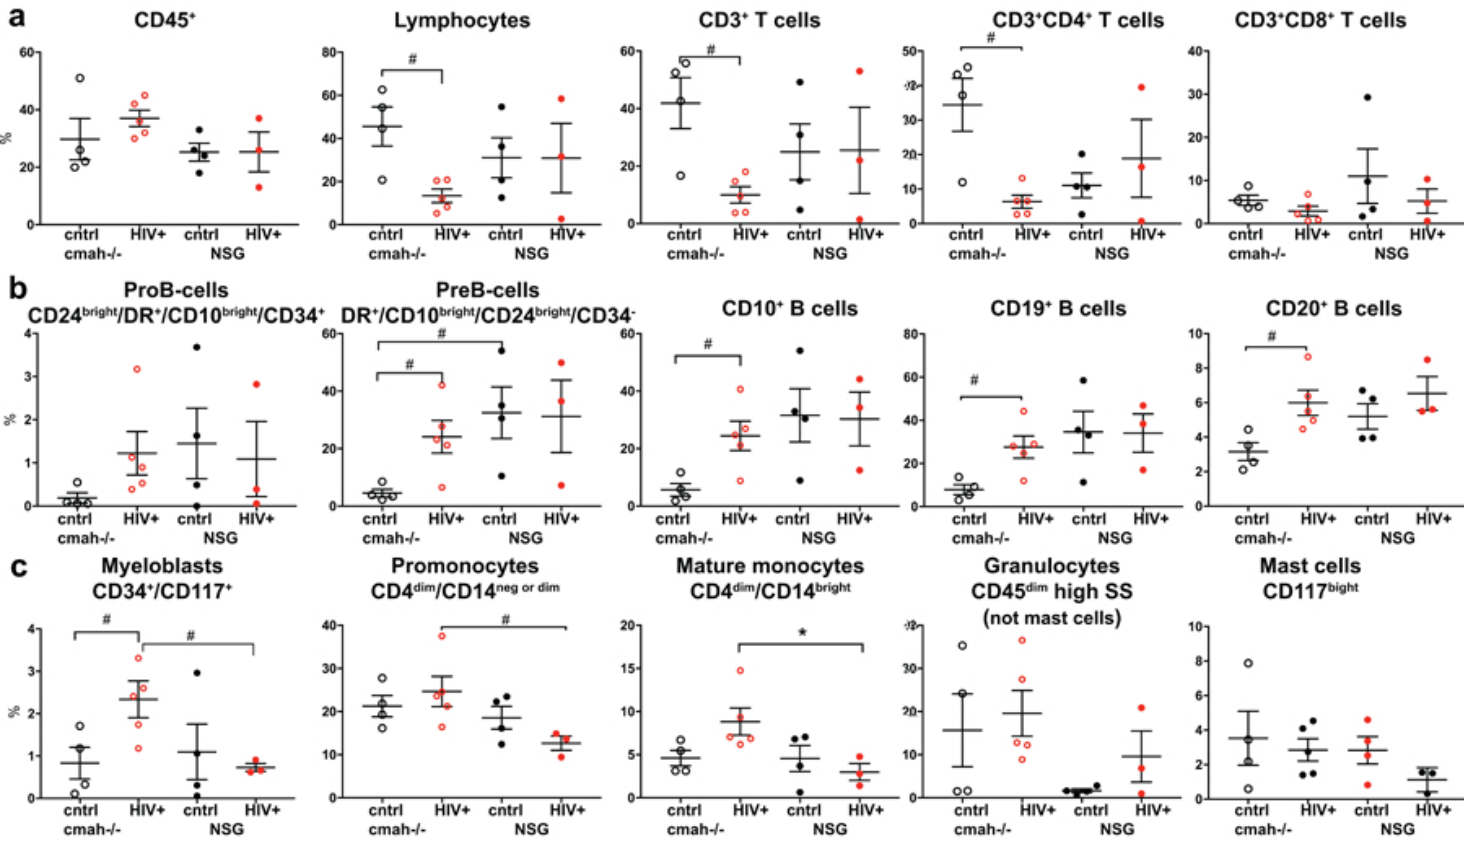 a
CD45⁺ Lymphocytes CD3⁺ T cells CD3⁺CD4⁺ T cells CD3⁺CD8⁺ T cells
60 80 60 50 40
# # #
60 40 30 20 10
% 40 20 0
cntrl HIV+ cntrl HIV+ cntrl HIV+ cntrl HIV+ cntrl HIV+ cntrl HIV+ cntrl HIV+ cntrl HIV+ cntrl HIV+ cntrl HIV+
cmah-/- NSG cmah-/- NSG cmah-/- NSG cmah-/- NSG cmah-/- NSG
b
ProB-cells PreB-cells CD10⁺ B cells CD19⁺ B cells CD20⁺ B cells
CD24ᵇʳⁱᵍʰᵗ/DR⁺/CD10ᵇʳⁱᵍʰᵗ/CD34⁺ DR⁺/CD10ᵇʳⁱᵍʰᵗ/CD24ᵇʳⁱᵍʰᵗ/CD34⁻
4 60 60 80 10
# # # # #
3 40 40 60 8
% 2 20 20 40 6
1 20 4
2
0 0 0 0 0
cntrl HIV+ cntrl HIV+ cntrl HIV+ cntrl HIV+ cntrl HIV+ cntrl HIV+ cntrl HIV+ cntrl HIV+ cntrl HIV+ cntrl HIV+
cmah-/- NSG cmah-/- NSG cmah-/- NSG cmah-/- NSG cmah-/- NSG
c
Myeloblasts Promonocytes Mature monocytes Granulocytes Mast cells
CD34⁺/CD117⁺ CD4ᵈⁱᵐ/CD14ⁿᵉᵍ ᵒʳ ᵈⁱᵐ CD4ᵈⁱᵐ/CD14ᵇʳⁱᵍʰᵗ CD45ᵈⁱᵐ high SS CD117ᵇⁱᵍʰᵗ
(not mast cells)
4 40 20 10
# # # *
3 30 15 30 8
% 2 20 10 20 6
1 10 5 10 4
2
0 0 0 0 0
cntrl HIV+ cntrl HIV+ cntrl HIV+ cntrl HIV+ cntrl HIV+ cntrl HIV+ cntrl HIV+ cntrl HIV+ cntrl HIV+ cntrl HIV+
cmah-/- NSG cmah-/- NSG cmah-/- NSG cmah-/- NSG cmah-/- NSG